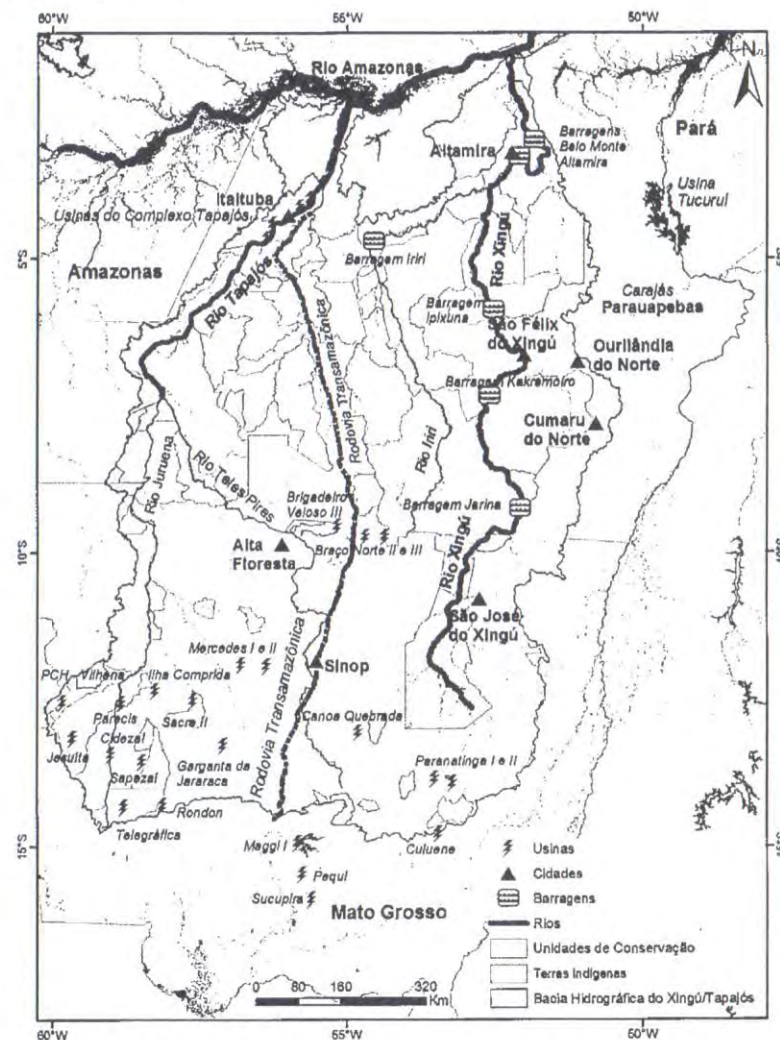 60°W 55°W 50°W
N
Rio Amazonas
Pará
Barragens
Belo Monte
Altamira
Altamira
Usina
Tucuruí
Itaituba
Usinas do Complexo Tapajós
5°S
Barragem Iriri
Amazonas
Rio Tapajós
Rio Xingú
Carajás
Parauapebas
Barragem
Ipixuna
São Félix
do Xingú
Ourilândia
do Norte
Rodovia Transamazônica
Barragem Kakremoiro
Cumaru
do Norte
Rio Iriri
Rio Juruena
Rio Teles Piras
Brigadeiro
Veloso III
Barragem Jarina
Braço Norte II e III
Alta
Floresta
10°S
Rio Xingú
São José
do Xingú
Mercedes I e II
Sinop
PCH Vilhena
Ilha Comprida
Rodovia Transamazônica
Canoa Quebrada
Parecis
Sacre II
Cidezal
Jesuíta
Sapezal
Garganta da
Jararaca
Paranatinga I e II
Rondon
Telegráfica
15°S
Maggi I
Culuene
Pequi
Sucupira
Mato Grosso
Usinas
Cidades
Barragens
Rios
Unidades de Conservação
Terras Indígenas
Bacia Hidrográfica do Xingú/Tapajós
0 80 160 320
Km
60°W 55°W 50°W